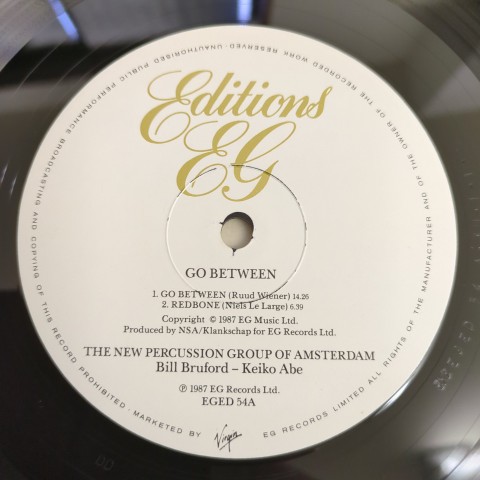 Editions
EG
GO BETWEEN
1. GO BETWEEN (Ruud Wiener) 14.26
2. REDBONE (Niels Le Large) 6.39
Copyright © 1987 EG Music Ltd.
Produced by NSA/Klankschap for EG Records Ltd.
THE NEW PERCUSSION GROUP OF AMSTERDAM
Bill Bruford – Keiko Abe
℗ 1987 EG Records Ltd.
EGED 54A
MARKETED BY Virgin EG RECORDS LIMITED ALL RIGHTS OF THE MANUFACTURER AND OF THE OWNER OF THE RECORDED WORK RESERVED · UNAUTHORISED PUBLIC PERFORMANCE BROADCASTING AND COPYING OF THIS RECORD PROHIBITED ·